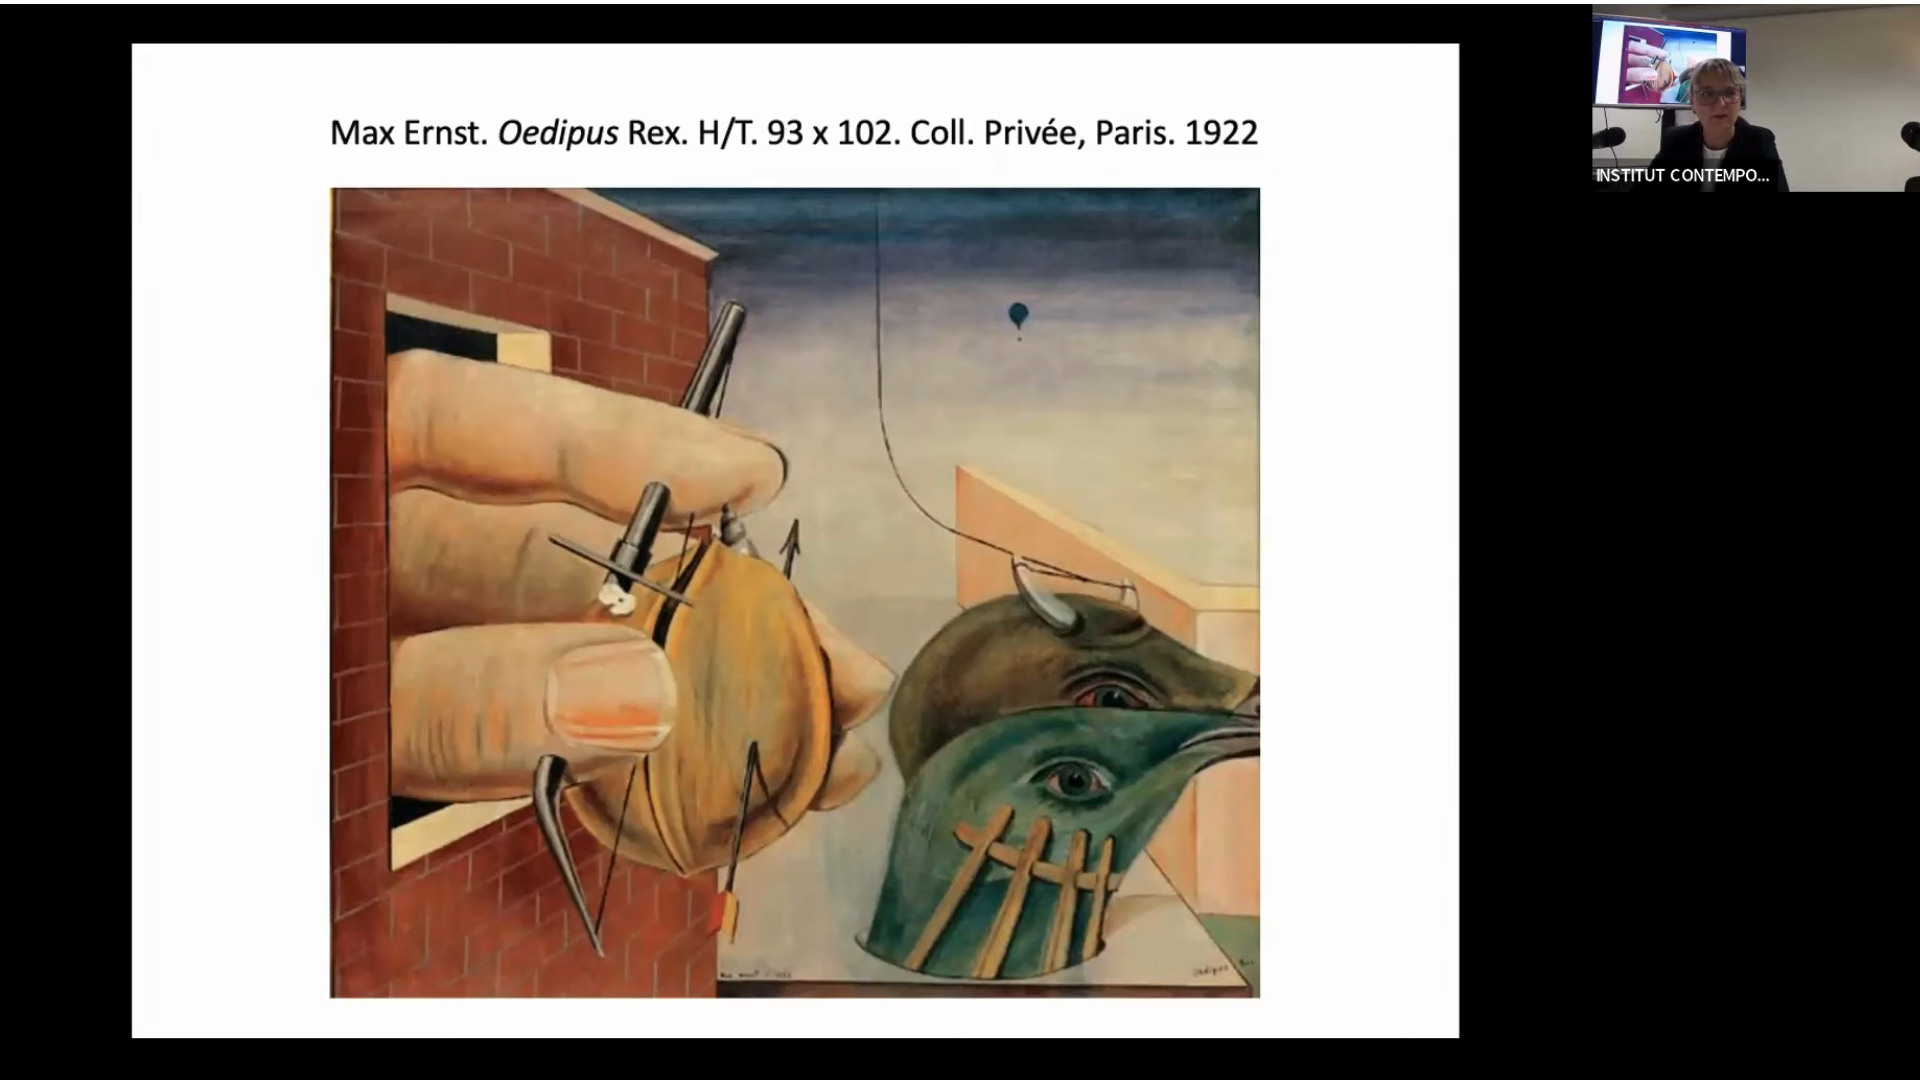 Max Ernst. Oedipus Rex. H/T. 93 x 102. Coll. Privée, Paris. 1922
INSTITUT CONTEMPO...